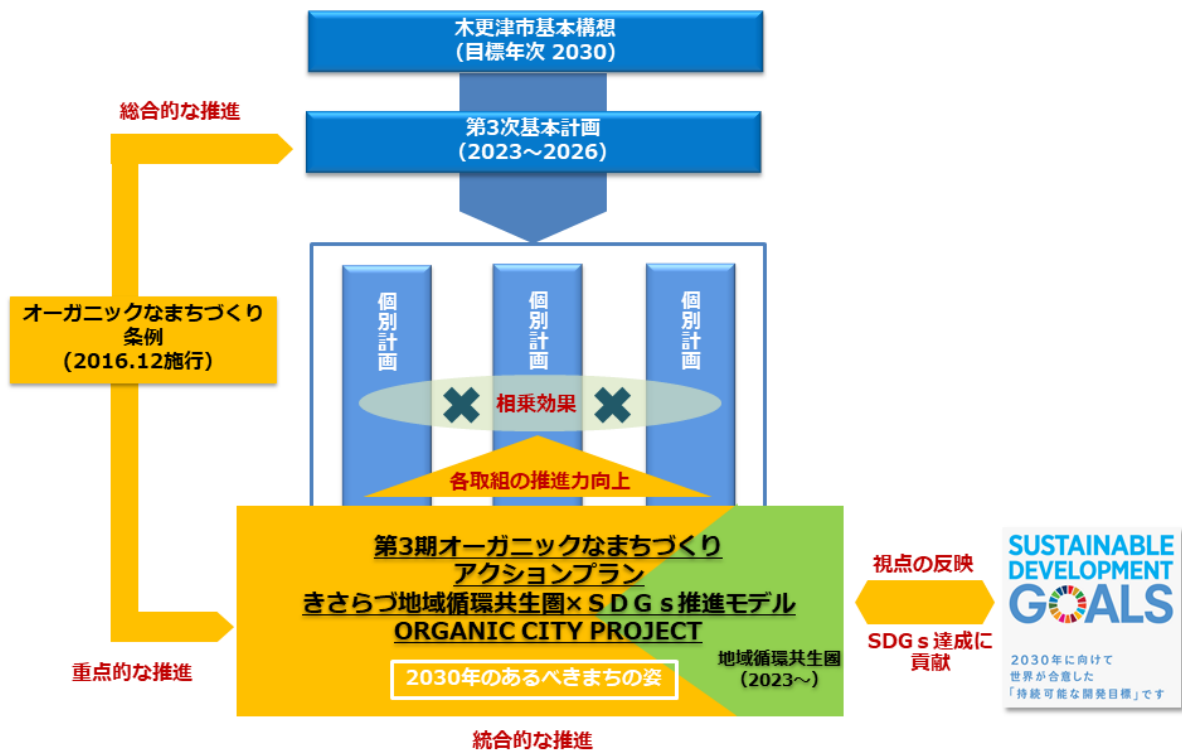 木更津市基本構想
(目標年次 2030)
総合的な推進
第3次基本計画
(2023～2026)
オーガニックなまちづくり
条例
(2016.12施行)
個別計画
個別計画
個別計画
相乗効果
各取組の推進力向上
第3期オーガニックなまちづくり
アクションプラン
きさらづ地域循環共生圏×ＳＤＧｓ推進モデル
ORGANIC CITY PROJECT
2030年のあるべきまちの姿
地域循環共生圏
(2023～)
重点的な推進
統合的な推進
視点の反映
SDGｓ達成に
貢献
SUSTAINABLE
DEVELOPMENT
GOALS
2030年に向けて
世界が合意した
「持続可能な開発目標」です